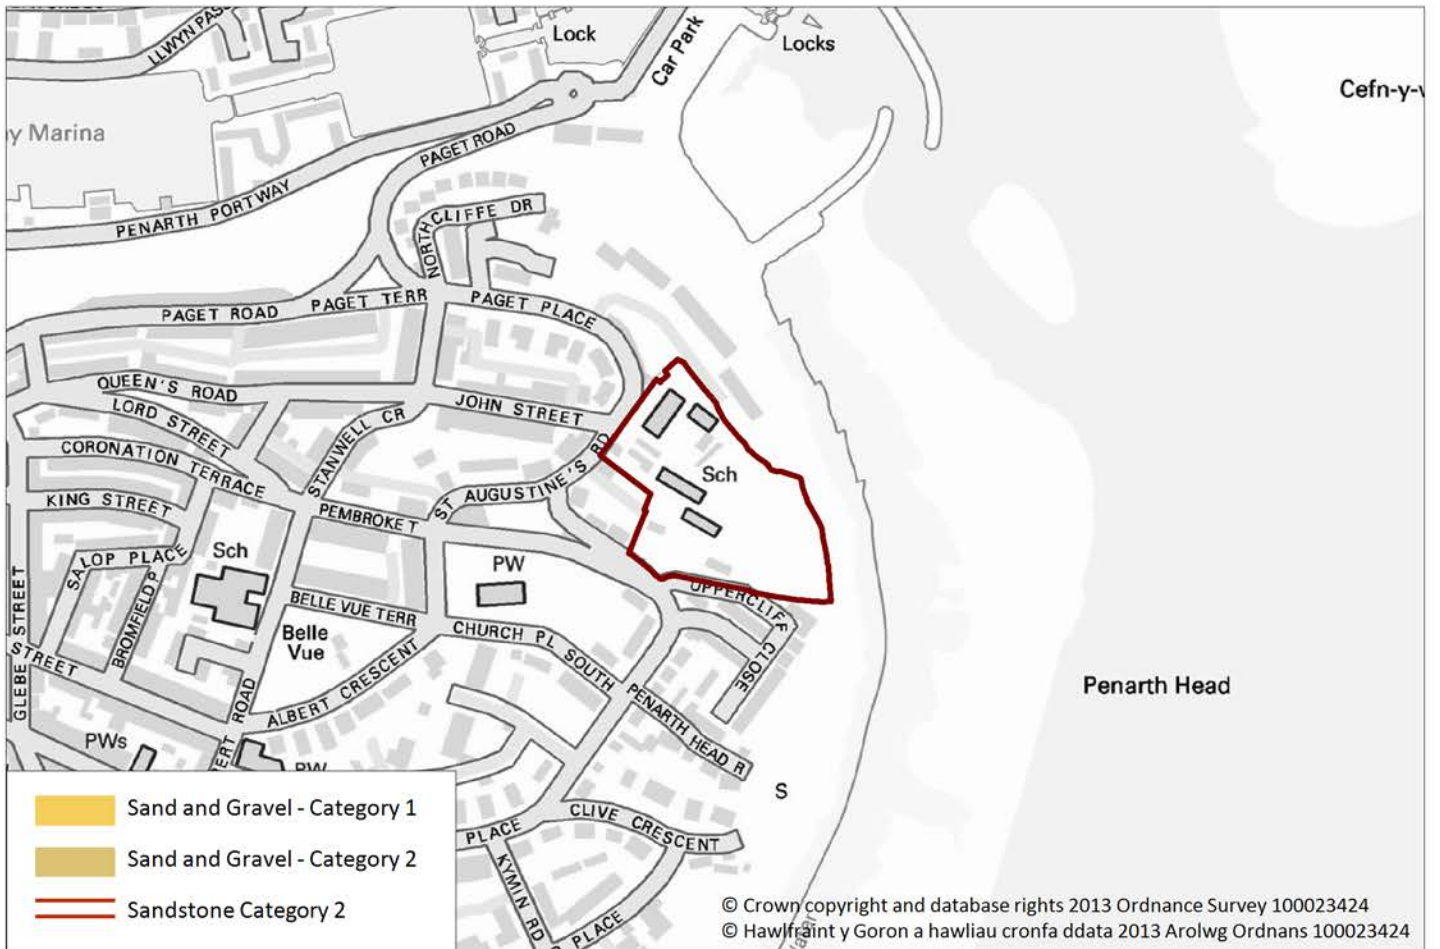 LLWYN PASS
Lock
Car Park
Locks
Cefn-y-w
y Marina
PAGET ROAD
PENARTH PORTWAY
NORTHCLIFFE DR
PAGET ROAD
PAGET TERR
PAGET PLACE
QUEEN'S ROAD
LORD STREET
STANWELL CR
JOHN STREET
CORONATION TERRACE
KING STREET
PEMBROKE T
ST AUGUSTINE'S RD
Sch
SALOP PLACE
Sch
PW
BROMFIELD P
GLEBE STREET
STREET
BELLE VUE TERR
Belle
Vue
UPPERCLIFF CLOSE
CHURCH PL SOUTH
ALBERT CRESCENT
PENARTH HEAD R
Penarth Head
PERT ROAD
PWs
PW
S
Sand and Gravel - Category 1
Sand and Gravel - Category 2
Sandstone Category 2
PLACE
CLIVE CRESCENT
KYMIN RD
PLACE
© Crown copyright and database rights 2013 Ordnance Survey 100023424
© Hawlfraint y Goron a hawliau cronfa ddata 2013 Arolwg Ordnans 100023424